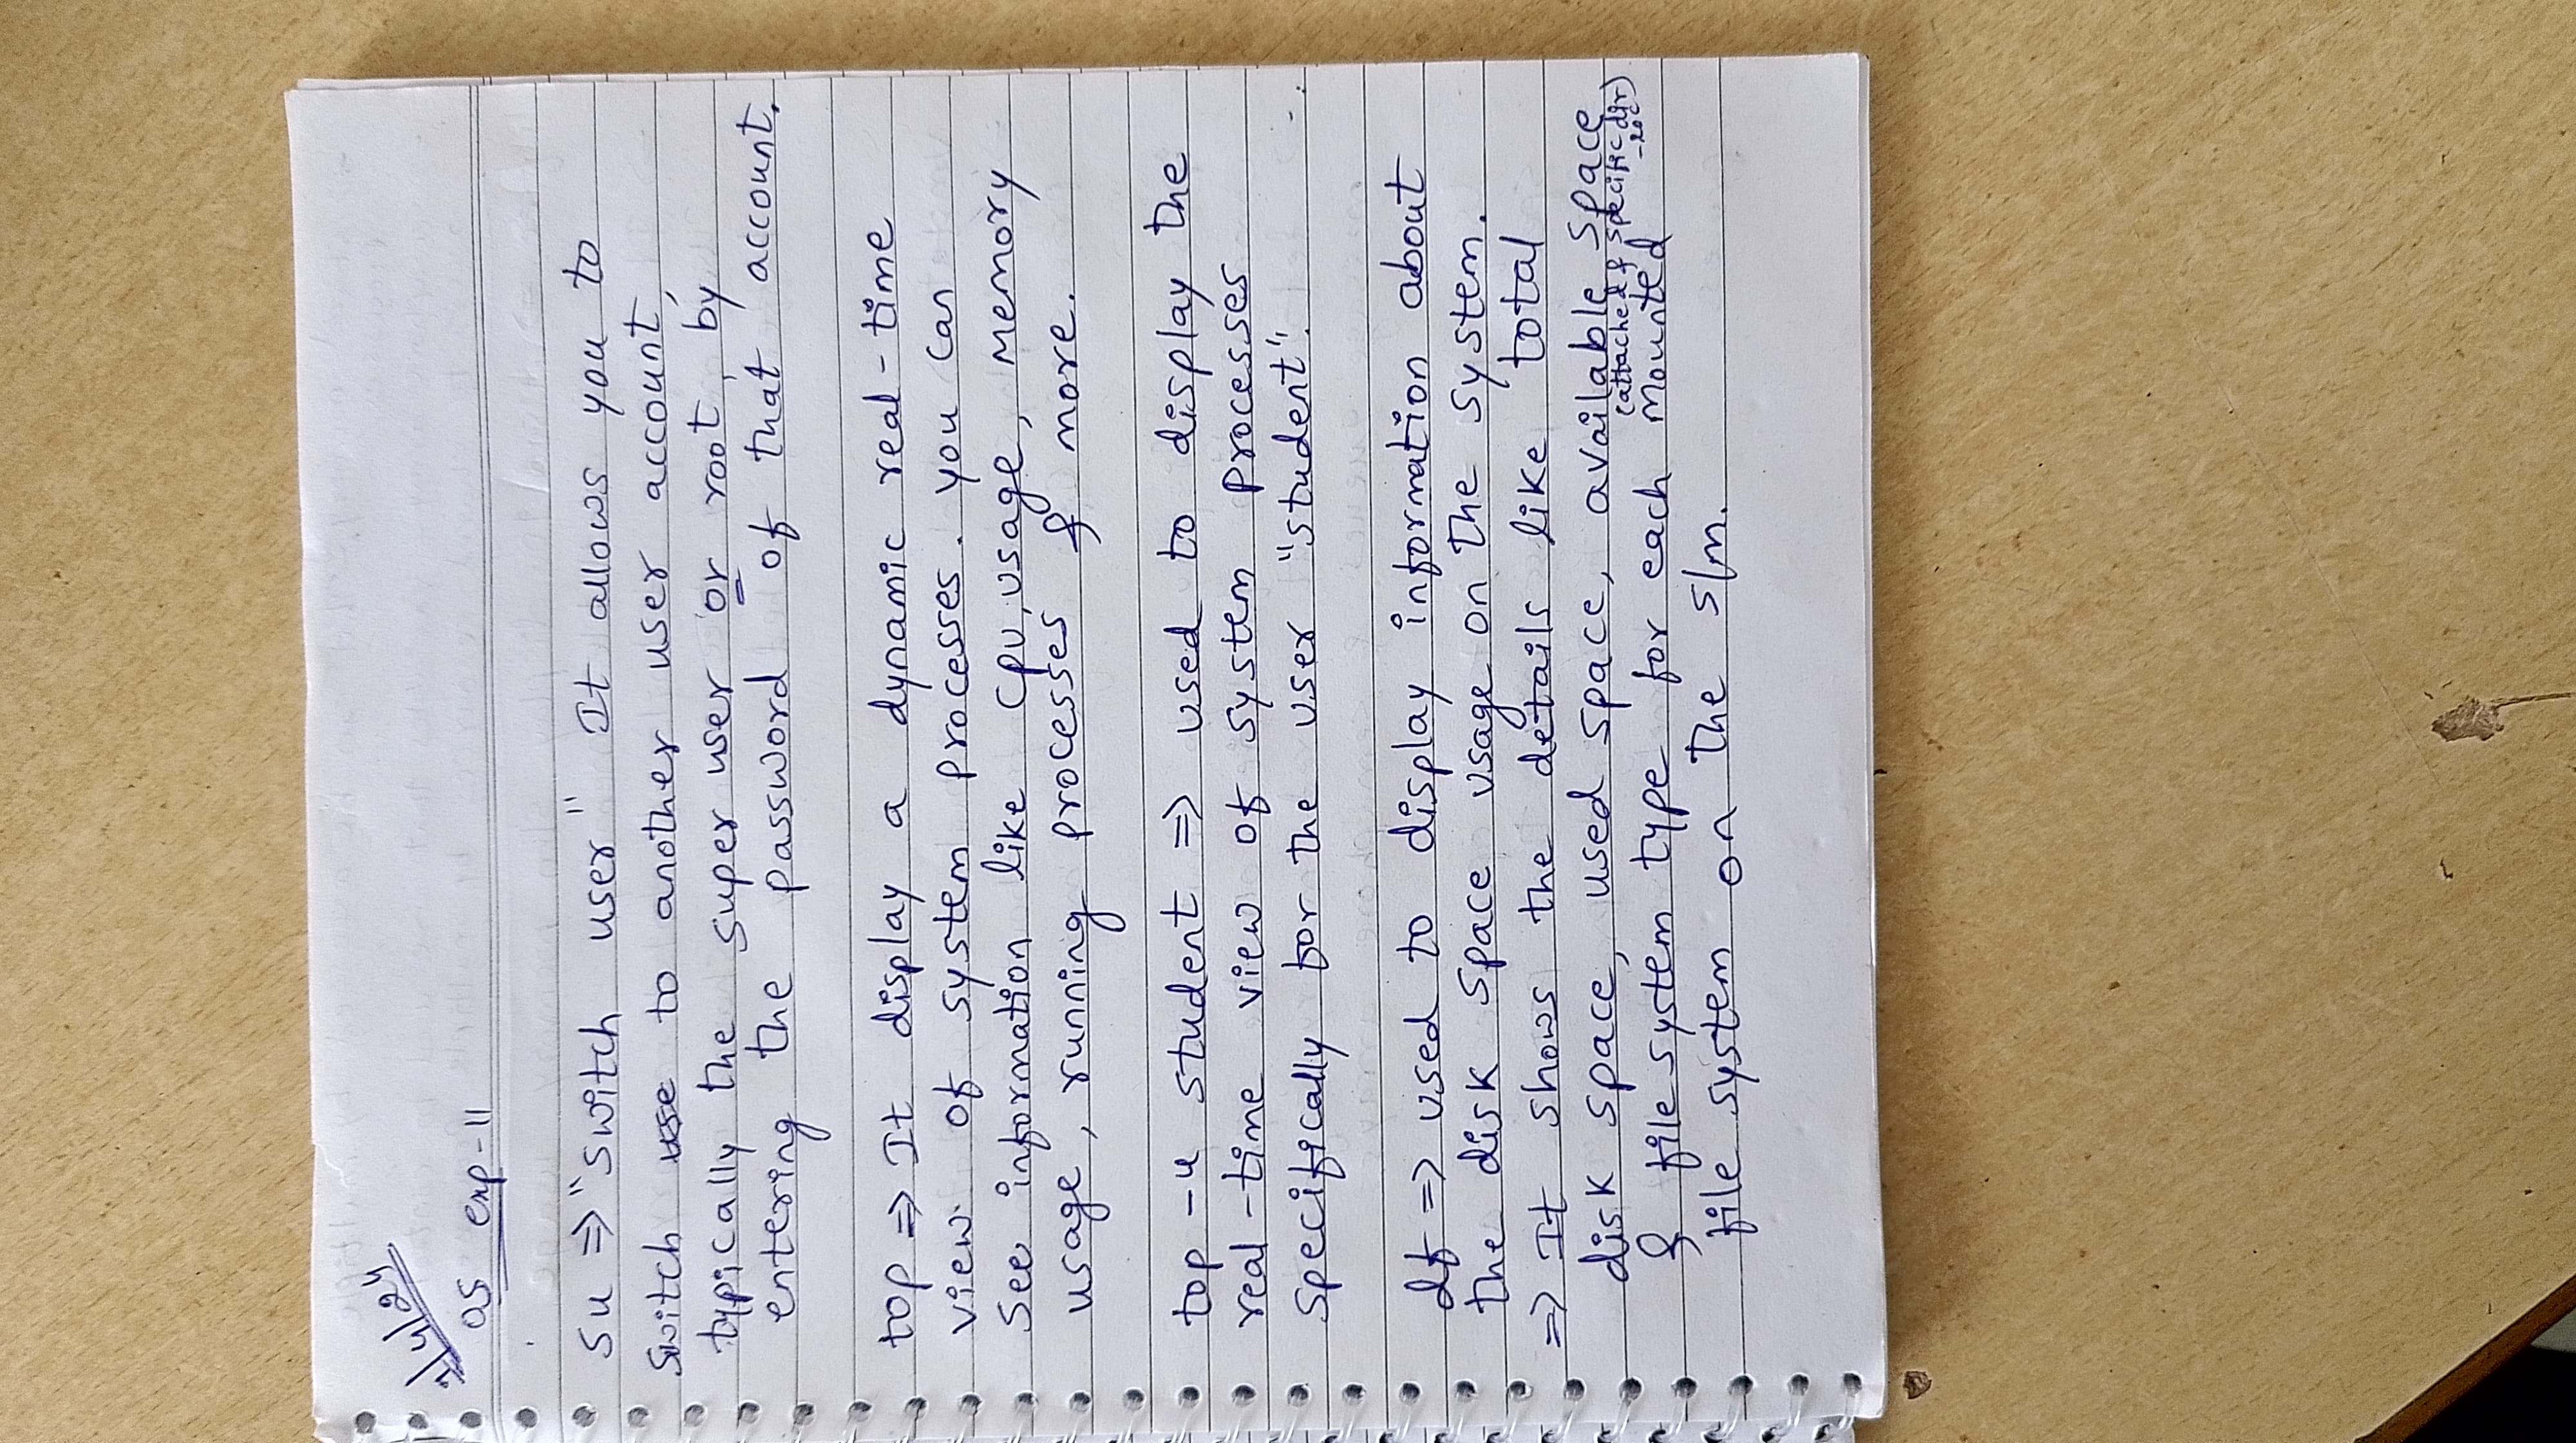 OS exp-11
su => "switch user" It allows you to
switch use to another user account,
typically the super user or root, by
entering the password of that account.
top => It display a dynamic real-time
view of system processes. you can
see information like cpu usage, memory
usage, running processes & more.
top -u student => used to display the
real-time view of system processes
specifically for the user "student".
df => used to display information about
the disk space usage on the system.
=> It shows the details like total
disk space, used space, available space
(attached of specific dir)
& file system type for each mounted
file system on the s/m.